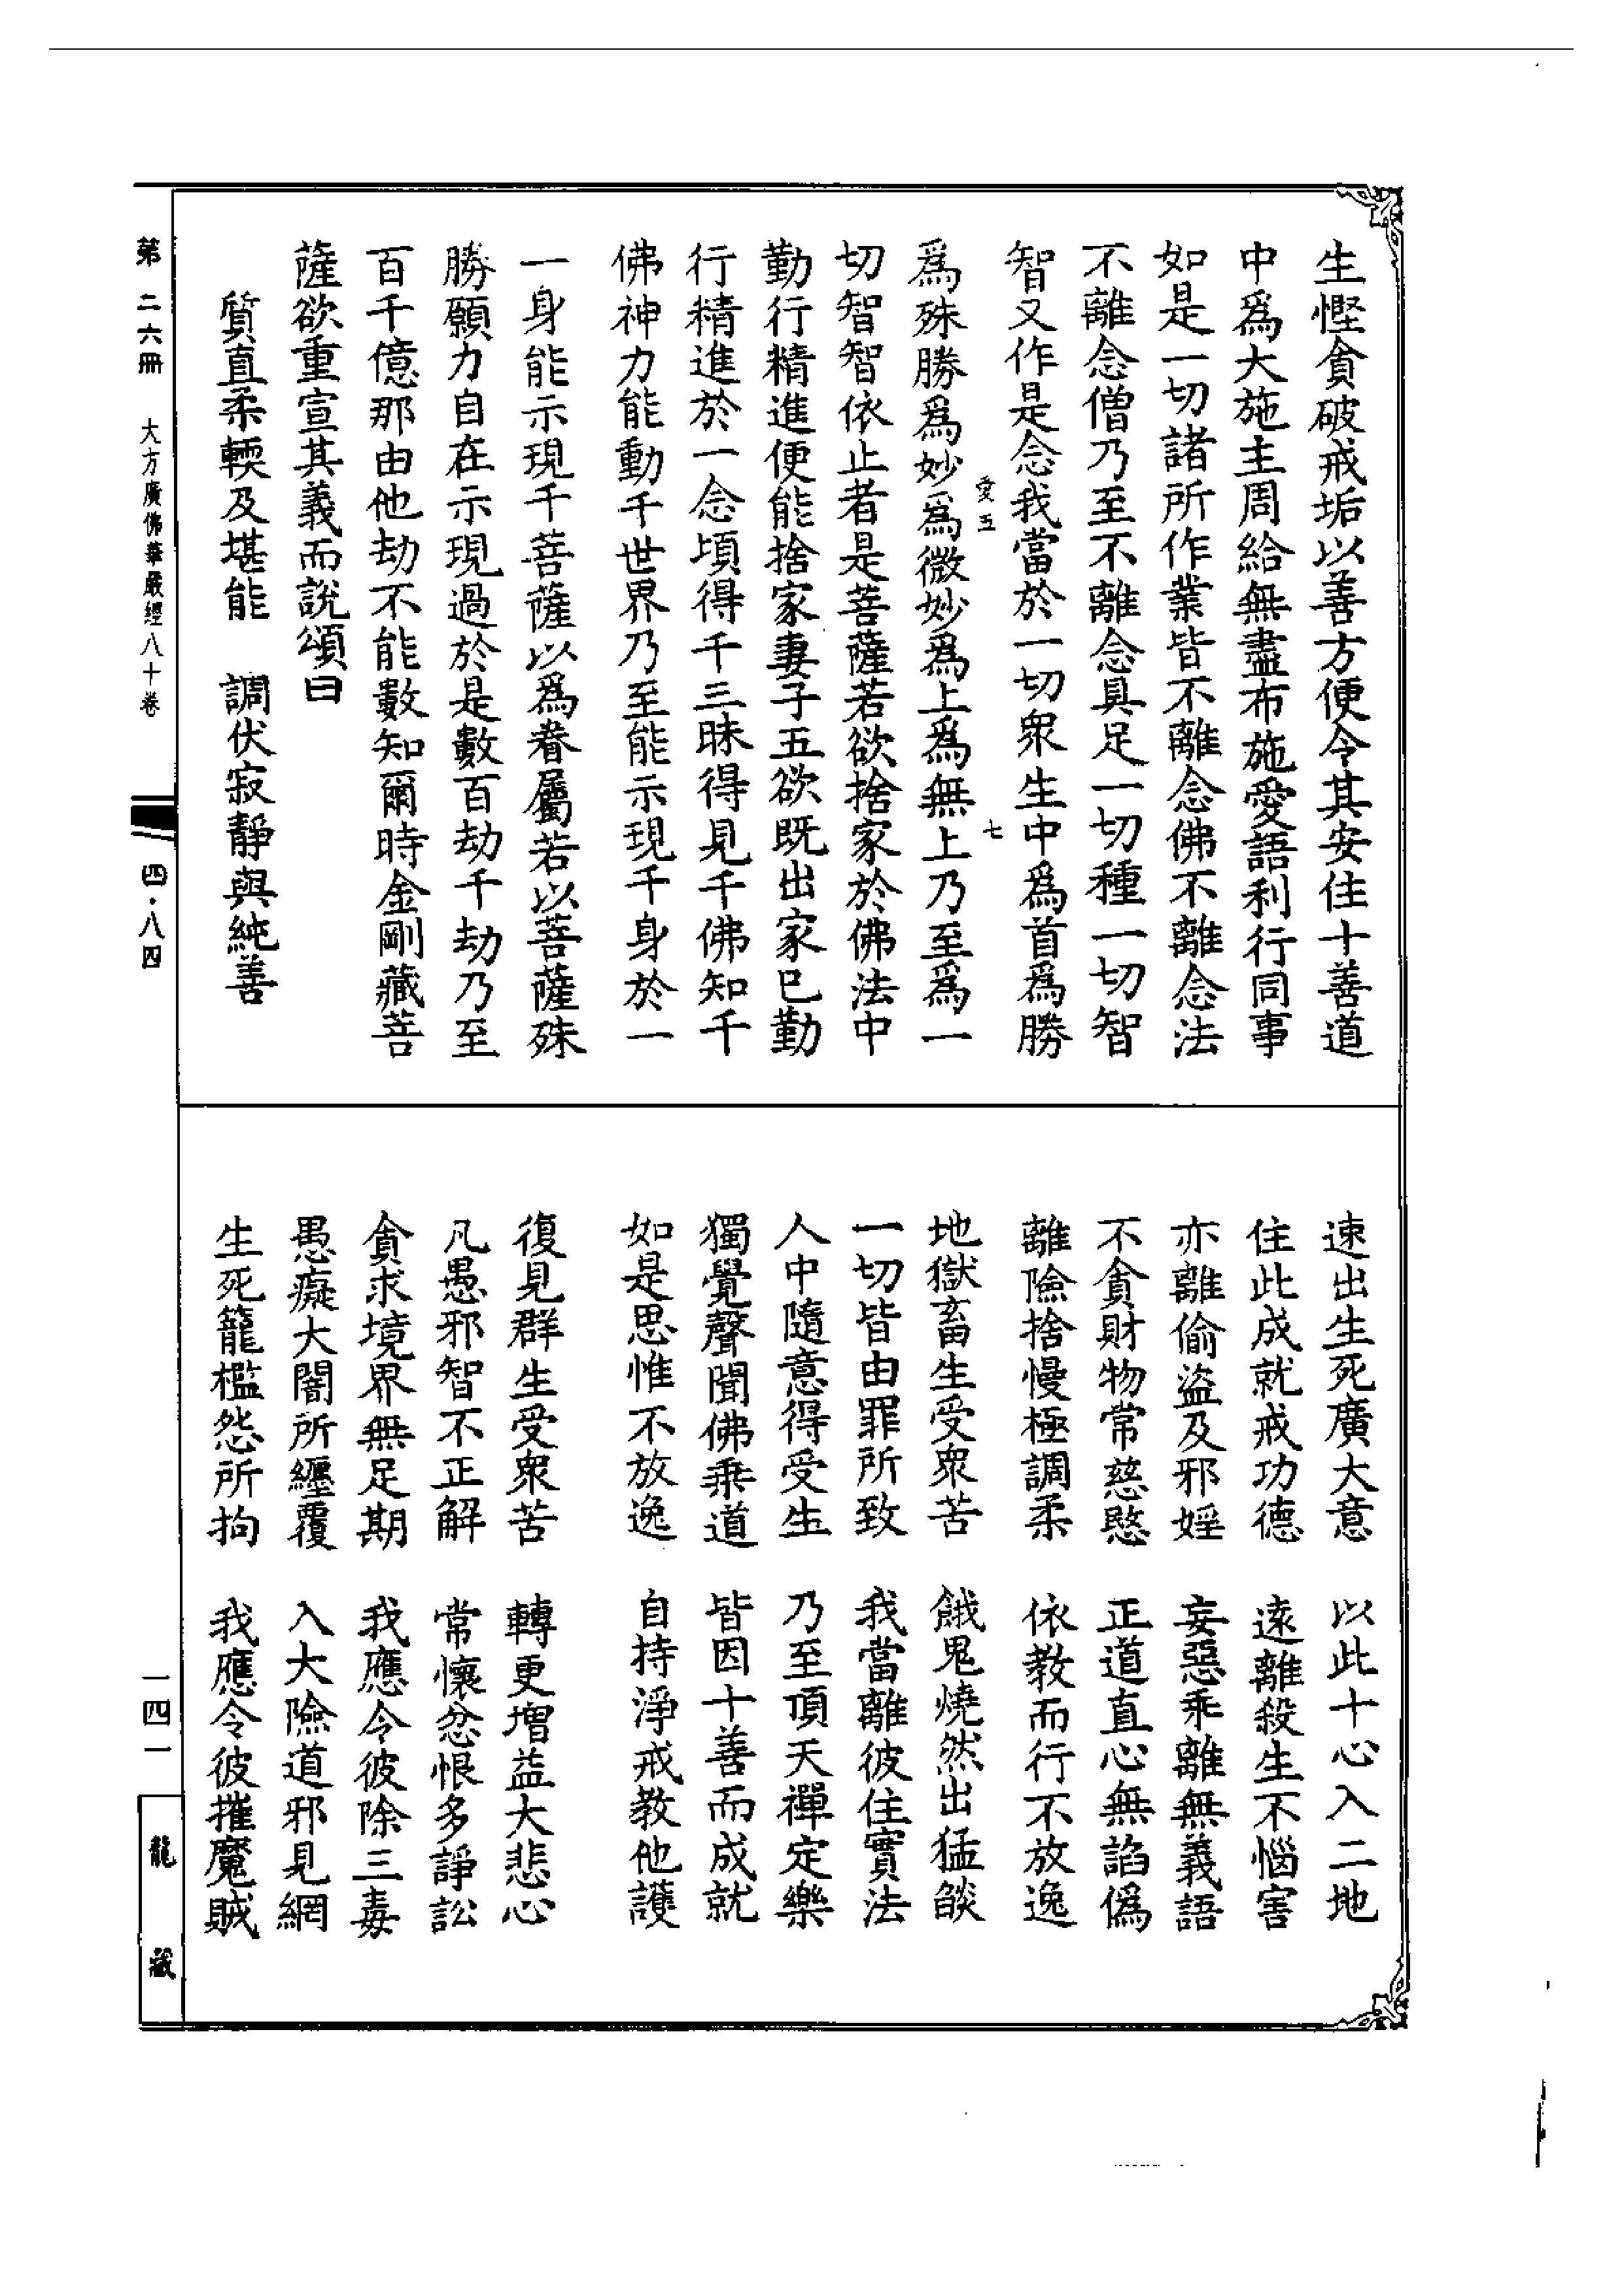 生慳貪破戒垢以善方便令其安住十善道
中爲大施主周給無盡布施愛語利行同事
如是一切諸所作業皆不離念佛不離念法
不離念僧乃至不離念具足一切種一切智
智又作是念我當於一切衆生中爲首爲勝
愛五
七
爲殊勝爲妙爲微妙爲上爲無上乃至爲一
切智智依止者是菩薩若欲捨家於佛法中
勤行精進便能捨家妻子五欲既出家已勤
行精進於一念頃得千三昧得見千佛知千
佛神力能動千世界乃至能示現千身於一
一身能示現千菩薩以爲眷屬若以菩薩殊
勝願力自在示現過於是數百劫千劫乃至
百千億那由他劫不能數知爾時金剛藏菩
薩欲重宣其義而說頌曰
質直柔輭及堪能　調伏寂靜與純善
速出生死廣大意　以此十心入二地
住此成就戒功德　遠離殺生不惱害
亦離偷盜及邪婬　妄惡乖離無義語
不貪財物常慈愍　正道直心無諂僞
離險捨慢極調柔　依教而行不放逸
地獄畜生受衆苦　餓鬼燒然出猛燄
一切皆由罪所致　我當離彼住實法
人中隨意得受生　乃至頂天禪定樂
獨覺聲聞佛乘道　皆因十善而成就
如是思惟不放逸　自持淨戒教他護
復見群生受衆苦　轉更增益大悲心
凡愚邪智不正解　常懷忿恨多諍訟
貪求境界無足期　我應令彼除三毒
愚癡大闇所纏覆　入大險道邪見網
生死籠檻怨所拘　我應令彼摧魔賊
第二六冊　大方廣佛華嚴經八十卷　四·八四
一四一
龍藏